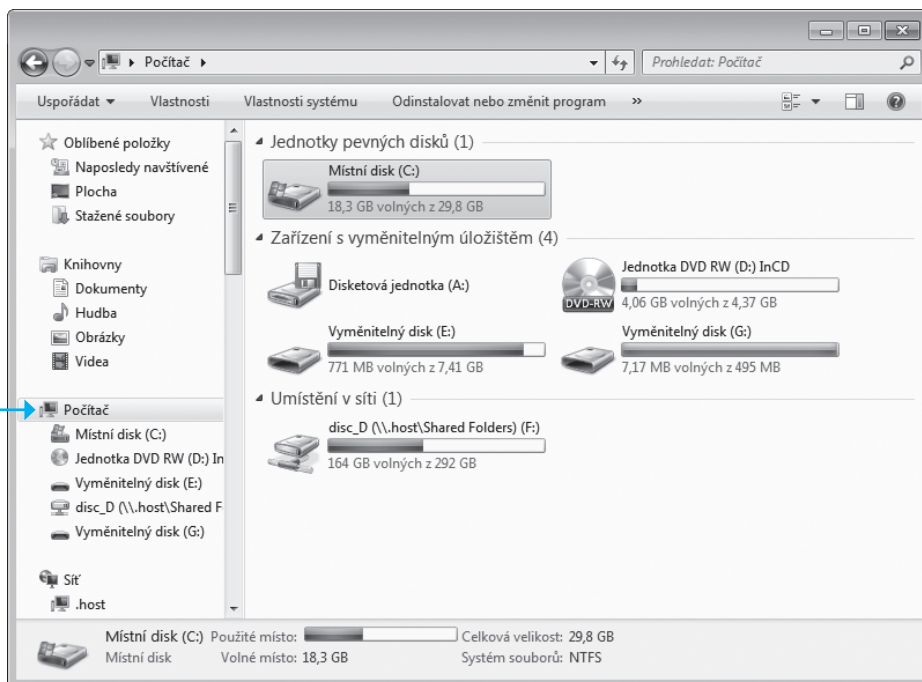 Počítač
Prohledat: Počítač
Uspořádat Vlastnosti Vlastnosti systému Odinstalovat nebo změnit program »
Oblíbené položky
Naposledy navštívené
Plocha
Stažené soubory
Knihovny
Dokumenty
Hudba
Obrázky
Videa
Počítač
Místní disk (C:)
Jednotka DVD RW (D:) In
Vyměnitelný disk (E:)
disc_D (\\.host\Shared F
Vyměnitelný disk (G:)
Síť
.host
Jednotky pevných disků (1)
Místní disk (C:)
18,3 GB volných z 29,8 GB
Zařízení s vyměnitelným úložištěm (4)
Disketová jednotka (A:)
Jednotka DVD RW (D:) InCD
DVD-RW
4,06 GB volných z 4,37 GB
Vyměnitelný disk (E:)
771 MB volných z 7,41 GB
Vyměnitelný disk (G:)
7,17 MB volných z 495 MB
Umístění v síti (1)
disc_D (\\.host\Shared Folders) (F:)
164 GB volných z 292 GB
Místní disk (C:) Použité místo: Celková velikost: 29,8 GB
Místní disk Volné místo: 18,3 GB Systém souborů: NTFS